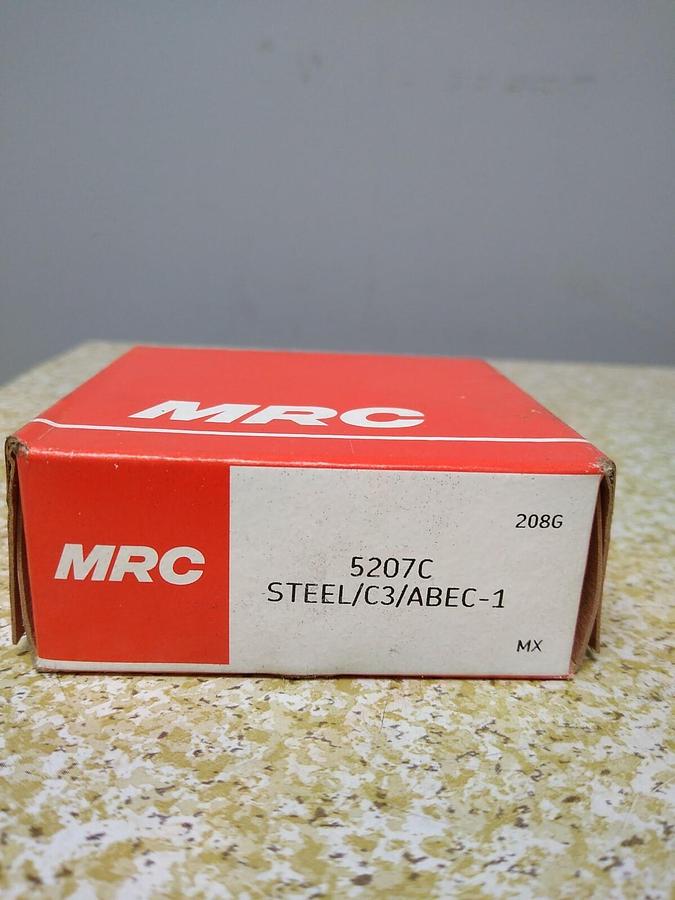 MRC
208G
MRC
5207C
STEEL/C3/ABEC-1
MX